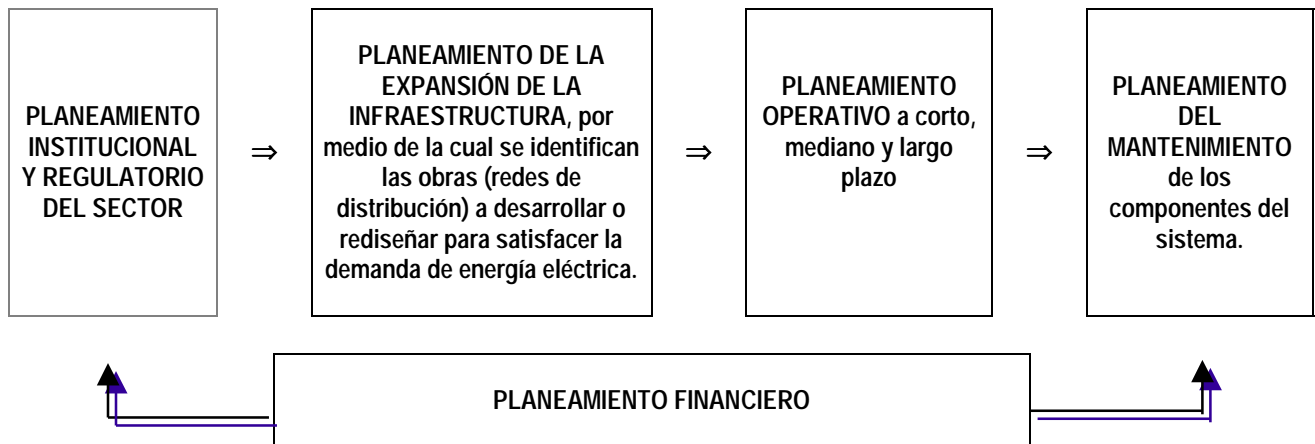 PLANEAMIENTO
INSTITUCIONAL
Y REGULATORIO
DEL SECTOR
⇒
PLANEAMIENTO DE LA
EXPANSIÓN DE LA
INFRAESTRUCTURA, por
medio de la cual se identifican
las obras (redes de
distribución) a desarrollar o
rediseñar para satisfacer la
demanda de energía eléctrica.
⇒
PLANEAMIENTO
OPERATIVO a corto,
mediano y largo
plazo
⇒
PLANEAMIENTO
DEL
MANTENIMIENTO
de los
componentes del
sistema.
PLANEAMIENTO FINANCIERO